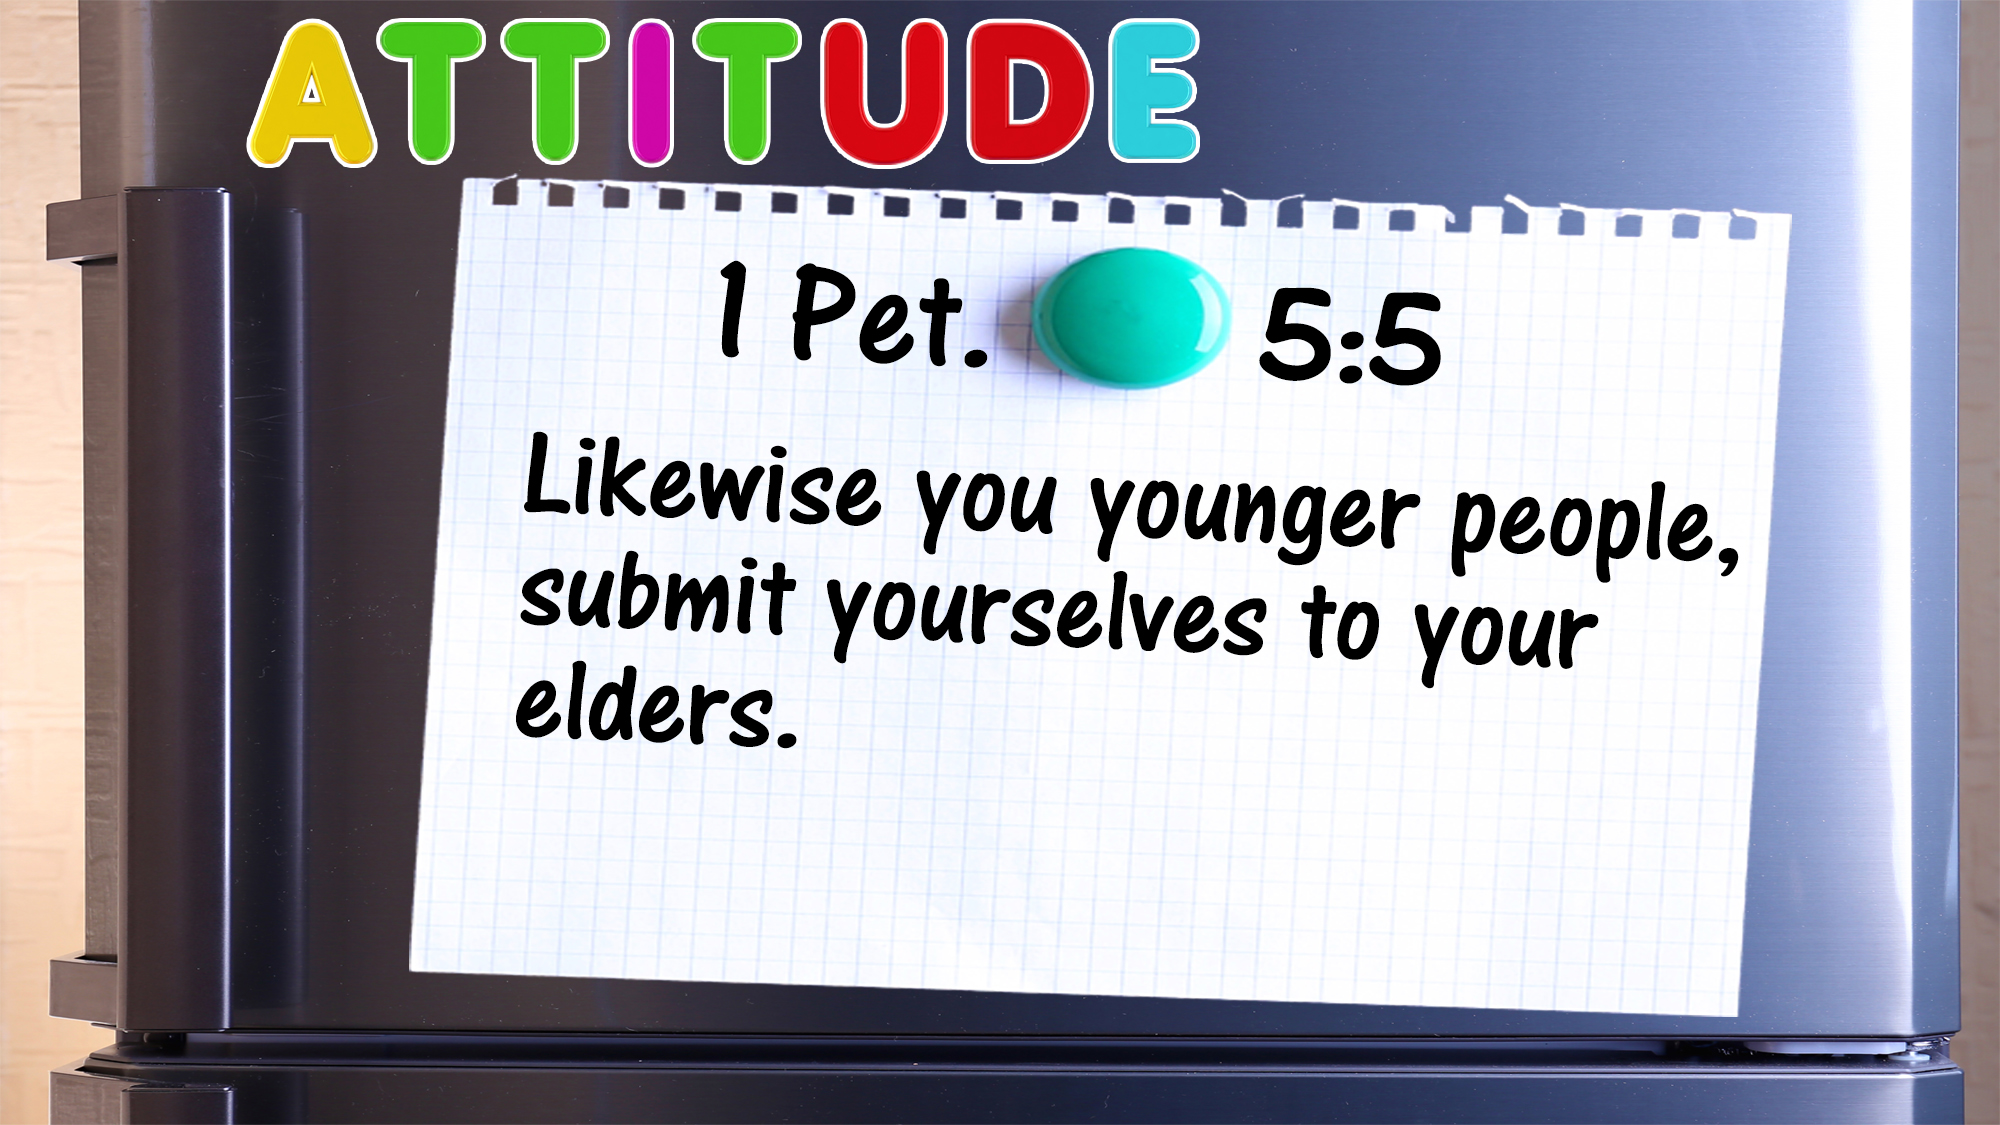 ATTITUDE
1 Pet. 5:5
Likewise you younger people,
submit yourselves to your
elders.